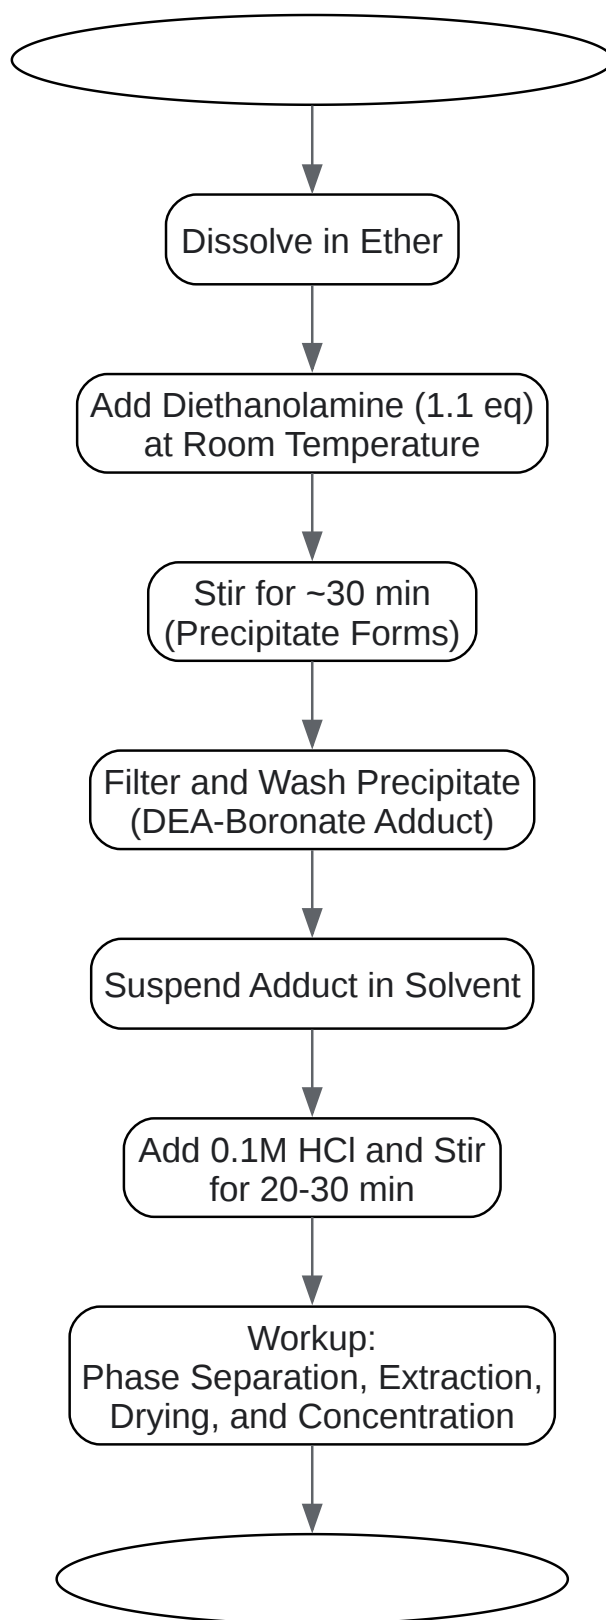 Dissolve in Ether
Add Diethanolamine (1.1 eq)
at Room Temperature
Stir for ~30 min
(Precipitate Forms)
Filter and Wash Precipitate
(DEA-Boronate Adduct)
Suspend Adduct in Solvent
Add 0.1M HCl and Stir
for 20-30 min
Workup:
Phase Separation, Extraction,
Drying, and Concentration